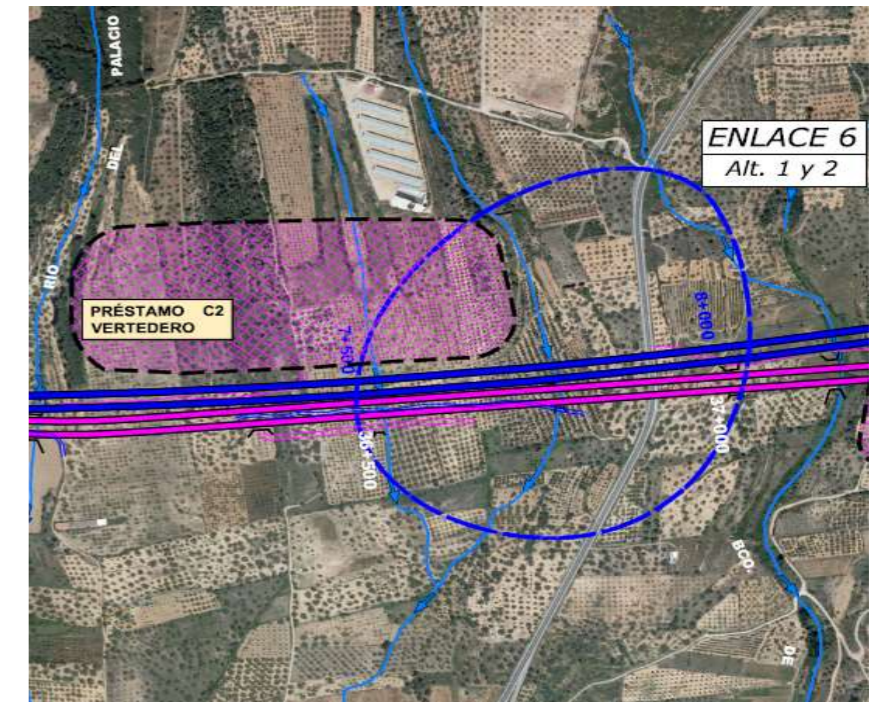 PALACIO
DEL
RÍO
ENLACE 6
Alt. 1 y 2
PRÉSTAMO C2
VERTEDERO
7+500
8+000
36+500
37+000
BCO.
DE